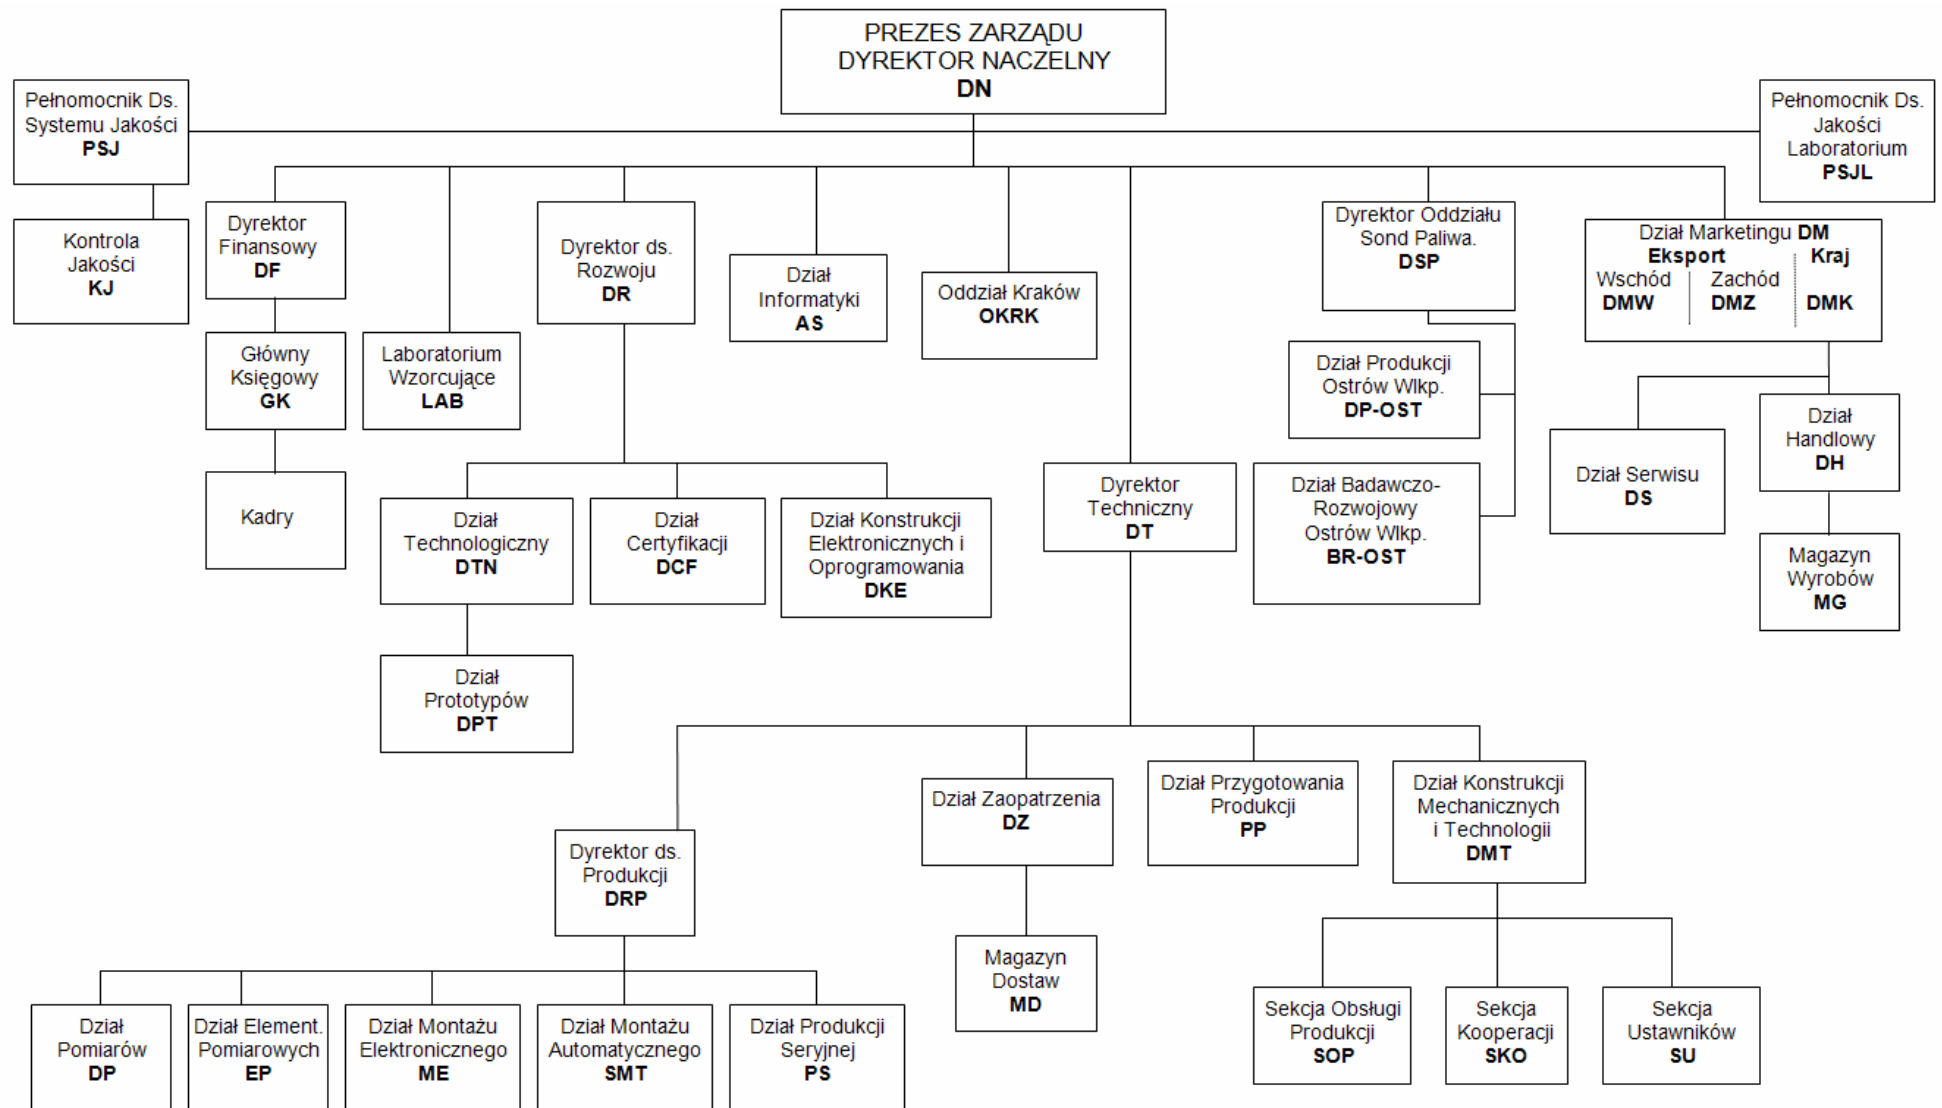 PREZES ZARZĄDU
DYREKTOR NACZELNY
DN
Pełnomocnik Ds.
Systemu Jakości
PSJ
Pełnomocnik Ds.
Jakości
Laboratorium
PSJL
Kontrola
Jakości
KJ
Dyrektor
Finansowy
DF
Główny
Księgowy
GK
Kadry
Laboratorium
Wzorcujące
LAB
Dyrektor ds.
Rozwoju
DR
Dział
Informatyki
AS
Oddział Kraków
OKRK
Dyrektor Oddziału
Sond Paliwa.
DSP
Dział Marketingu DM
Eksport Kraj
Wschód Zachód
DMW DMZ DMK
Dział Produkcji
Ostrów Wlkp.
DP-OST
Dział Badawczo-
Rozwojowy
Ostrów Wlkp.
BR-OST
Dział Serwisu
DS
Dział
Handlowy
DH
Magazyn
Wyrobów
MG
Dział
Technologiczny
DTN
Dział
Certyfikacji
DCF
Dział Konstrukcji
Elektronicznych i
Oprogramowania
DKE
Dyrektor
Techniczny
DT
Dział
Prototypów
DPT
Dyrektor ds.
Produkcji
DRP
Dział Zaopatrzenia
DZ
Dział Przygotowania
Produkcji
PP
Dział Konstrukcji
Mechanicznych
i Technologii
DMT
Magazyn
Dostaw
MD
Dział
Pomiarów
DP
Dział Element.
Pomiarowych
EP
Dział Montażu
Elektronicznego
ME
Dział Montażu
Automatycznego
SMT
Dział Produkcji
Seryjnej
PS
Sekcja Obsługi
Produkcji
SOP
Sekcja
Kooperacji
SKO
Sekcja
Ustawników
SU